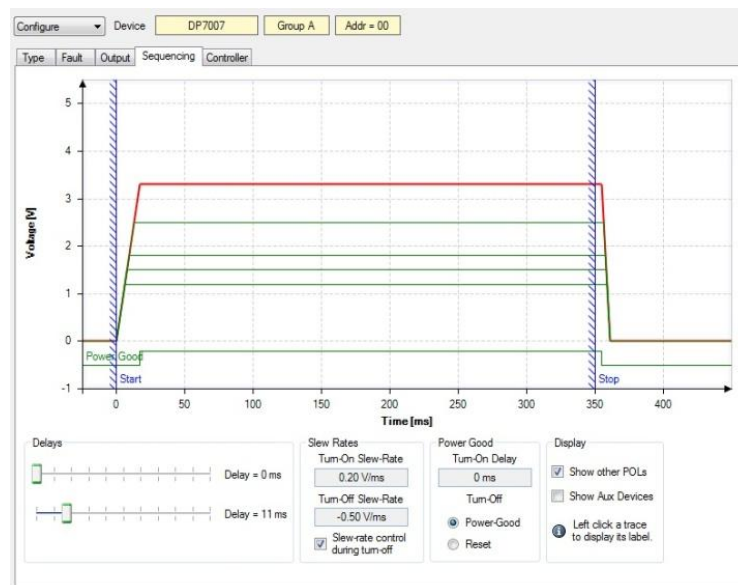 Configure Device DP7007 Group A Addr = 00
Type Fault Output Sequencing Controller
5
4
3
2
1
0
-1
Voltage [V]
Power Good
Start
Stop
0 50 100 150 200 250 300 350 400
Time [ms]
Delays
Delay = 0 ms
Delay = 11 ms
Slew Rates
Turn-On Slew-Rate
0.20 V/ms
Turn-Off Slew-Rate
-0.50 V/ms
Slew-rate control
during turn-off
Power Good
Turn-On Delay
0 ms
Turn-Off
Power-Good
Reset
Display
Show other POLs
Show Aux Devices
Left click a trace
to display its label.